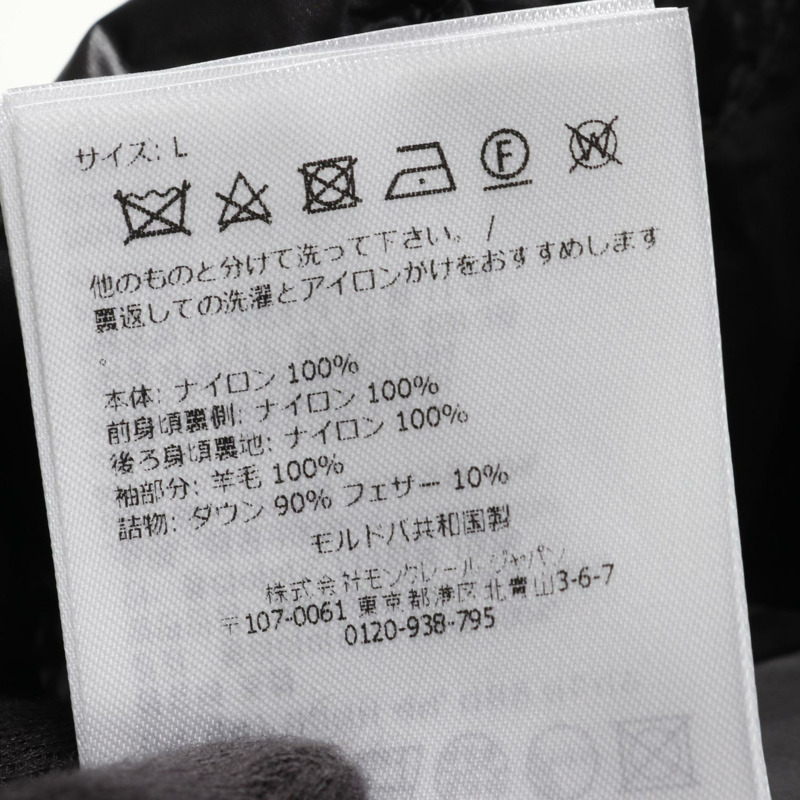 サイズ: L
F
W
他のものと分けて洗って下さい。/
裏返しての洗濯とアイロンがけをおすすめします
。
本体: ナイロン 100%
前身頃裏側: ナイロン 100%
後ろ身頃裏地: ナイロン 100%
袖部分: 羊毛 100%
詰物: ダウン 90% フェザー 10%
モルドバ共和国製
株式会社モンクレール ジャパン
〒107-0061 東京都港区北青山3-6-7
0120-938-795